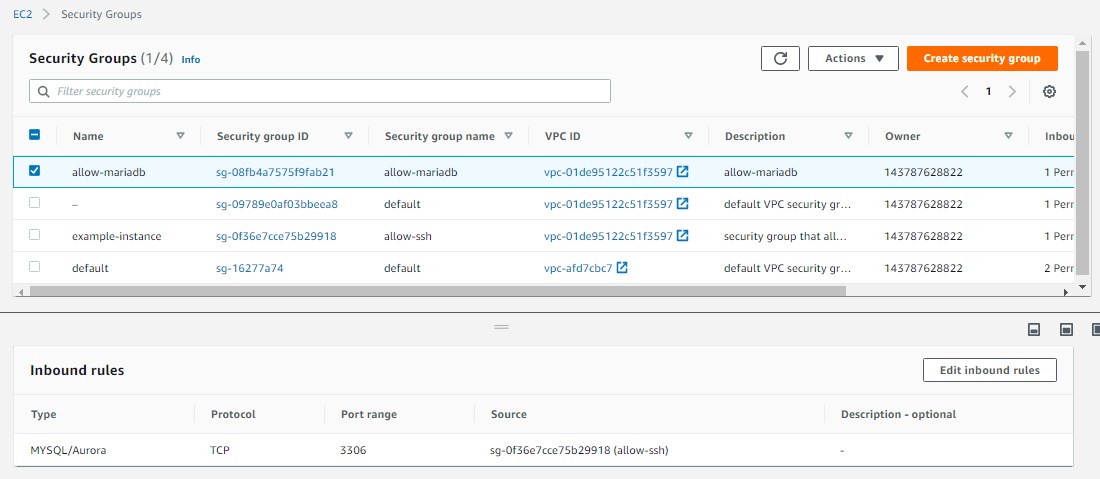 EC2 > Security Groups
Security Groups (1/4) Info Actions Create security group
Filter security groups 1
Name Security group ID Security group name VPC ID Description Owner Inbou
allow-mariadb sg-08fb4a7575f9fab21 allow-mariadb vpc-01de95122c51f3597 allow-mariadb 143787628822 1 Perr
– sg-09789e0af03bbeea8 default vpc-01de95122c51f3597 default VPC security gr... 143787628822 1 Perr
example-instance sg-0f36e7cce75b29918 allow-ssh vpc-01de95122c51f3597 security group that all... 143787628822 1 Perr
default sg-16277a74 default vpc-afd7cbc7 default VPC security gr... 143787628822 2 Perr
Inbound rules Edit inbound rules
Type Protocol Port range Source Description - optional
MYSQL/Aurora TCP 3306 sg-0f36e7cce75b29918 (allow-ssh) -